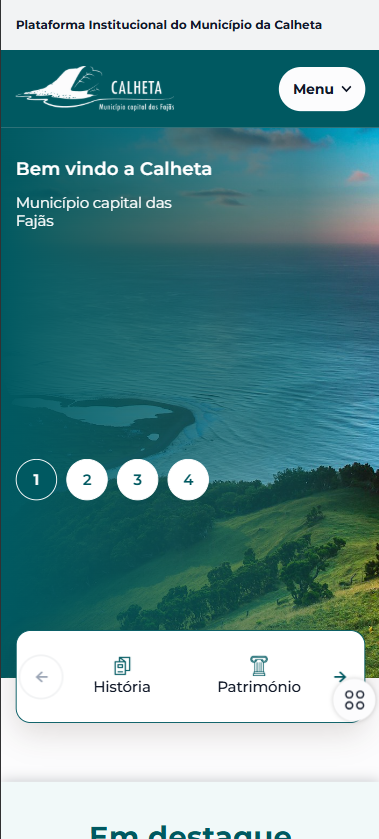 Plataforma Institucional do Município da Calheta
CALHETA
Município capital das Fajãs
Menu
Bem vindo a Calheta
Município capital das
Fajãs
1
2
3
4
História
Património
Em destaque